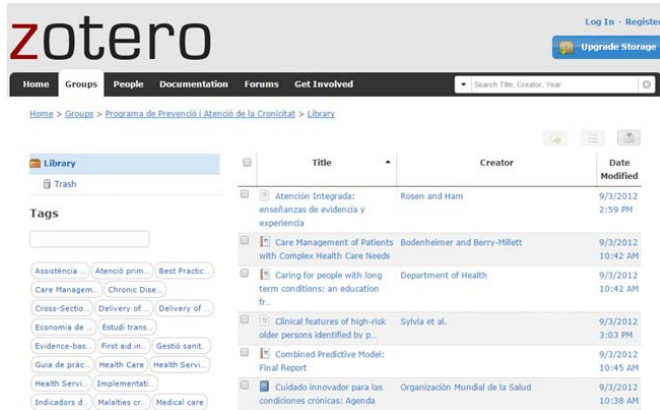 zotero
Log In · Register
Upgrade Storage
Home Groups People Documentation Forums Get Involved
Search Title, Creator, Year
Home > Groups > Programa de Prevenció i Atenció de la Cronicitat > Library
Library
Trash
Tags
Assistència ... Atenció prim... Best Practic...
Care Managem... Chronic Dise...
Cross-Sectio... Delivery of ... Delivery of ...
Economia de ... Estudi trans...
Evidence-bas... First aid in... Gestió sanit...
Guia de pràc... Health Care Health Servi...
Health Servi... Implementati...
Indicadors d... Malalties cr... Medical care
Title Creator Date
Modified
Atención Integrada: Rosen and Ham 9/3/2012
enseñanzas de evidencia y 2:59 PM
experiencia
Care Management of Patients Bodenheimer and Berry-Millett 9/3/2012
with Complex Health Care Needs 10:42 AM
Caring for people with long Department of Health 9/3/2012
term conditions: an education 10:42 AM
fr...
Clinical features of high-risk Sylvia et al. 9/3/2012
older persons identified by p... 3:03 PM
Combined Predictive Model: 9/3/2012
Final Report 10:45 AM
Cuidado innovador para las Organización Mundial de la Salud 9/3/2012
condiciones crónicas: Agenda 10:38 AM